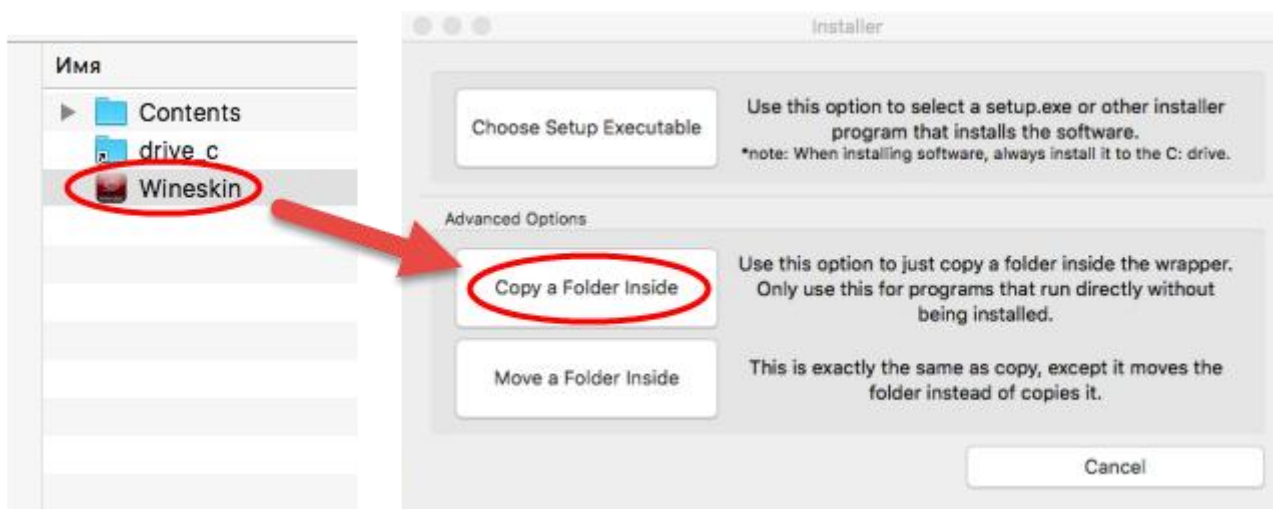 Имя
Contents
drive_c
Wineskin
Installer
Choose Setup Executable
Use this option to select a setup.exe or other installer
program that installs the software.
*note: When installing software, always install it to the C: drive.
Advanced Options
Copy a Folder Inside
Use this option to just copy a folder inside the wrapper.
Only use this for programs that run directly without
being installed.
Move a Folder Inside
This is exactly the same as copy, except it moves the
folder instead of copies it.
Cancel